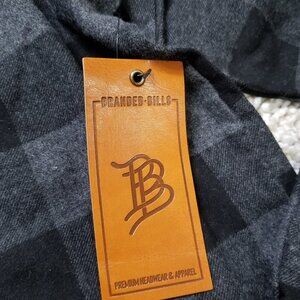 BRANDED·BILLS
BB
PREMIUM HEADWEAR & APPAREL